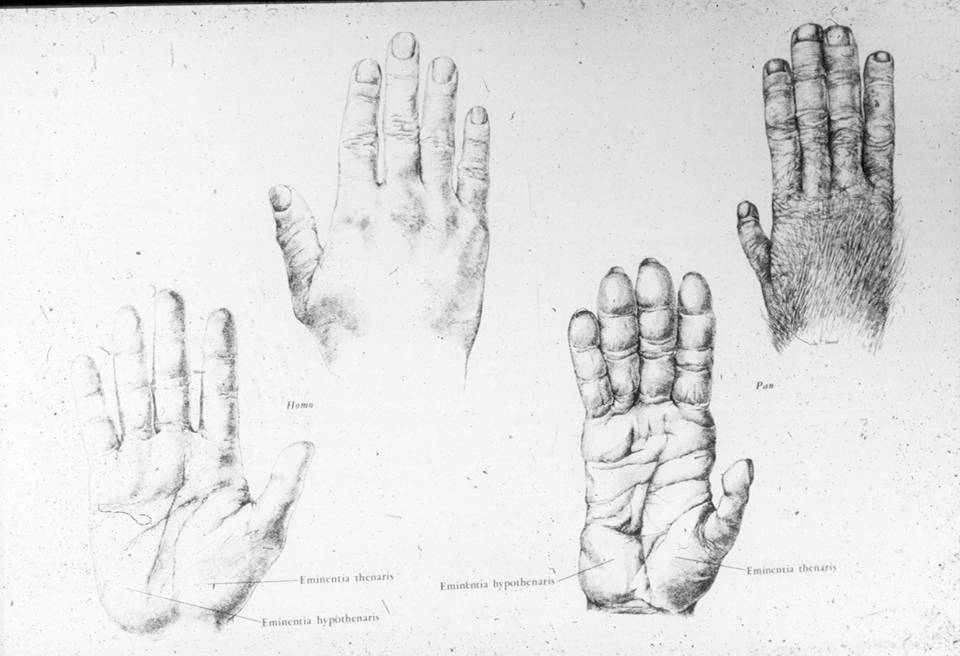 Homo
Eminentia thenaris
Eminentia hypothenaris
Pan
Eminentia hypothenaris
Eminentia thenaris